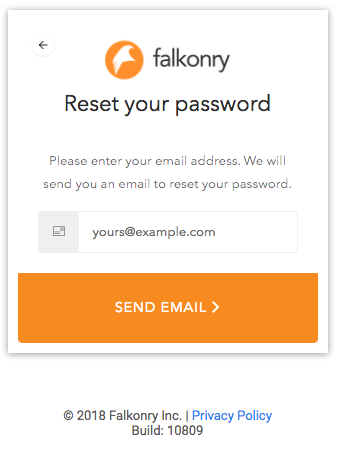 falkonry
Reset your password
Please enter your email address. We will
send you an email to reset your password.
yours@example.com
SEND EMAIL
© 2018 Falkonry Inc. | Privacy Policy
Build: 10809